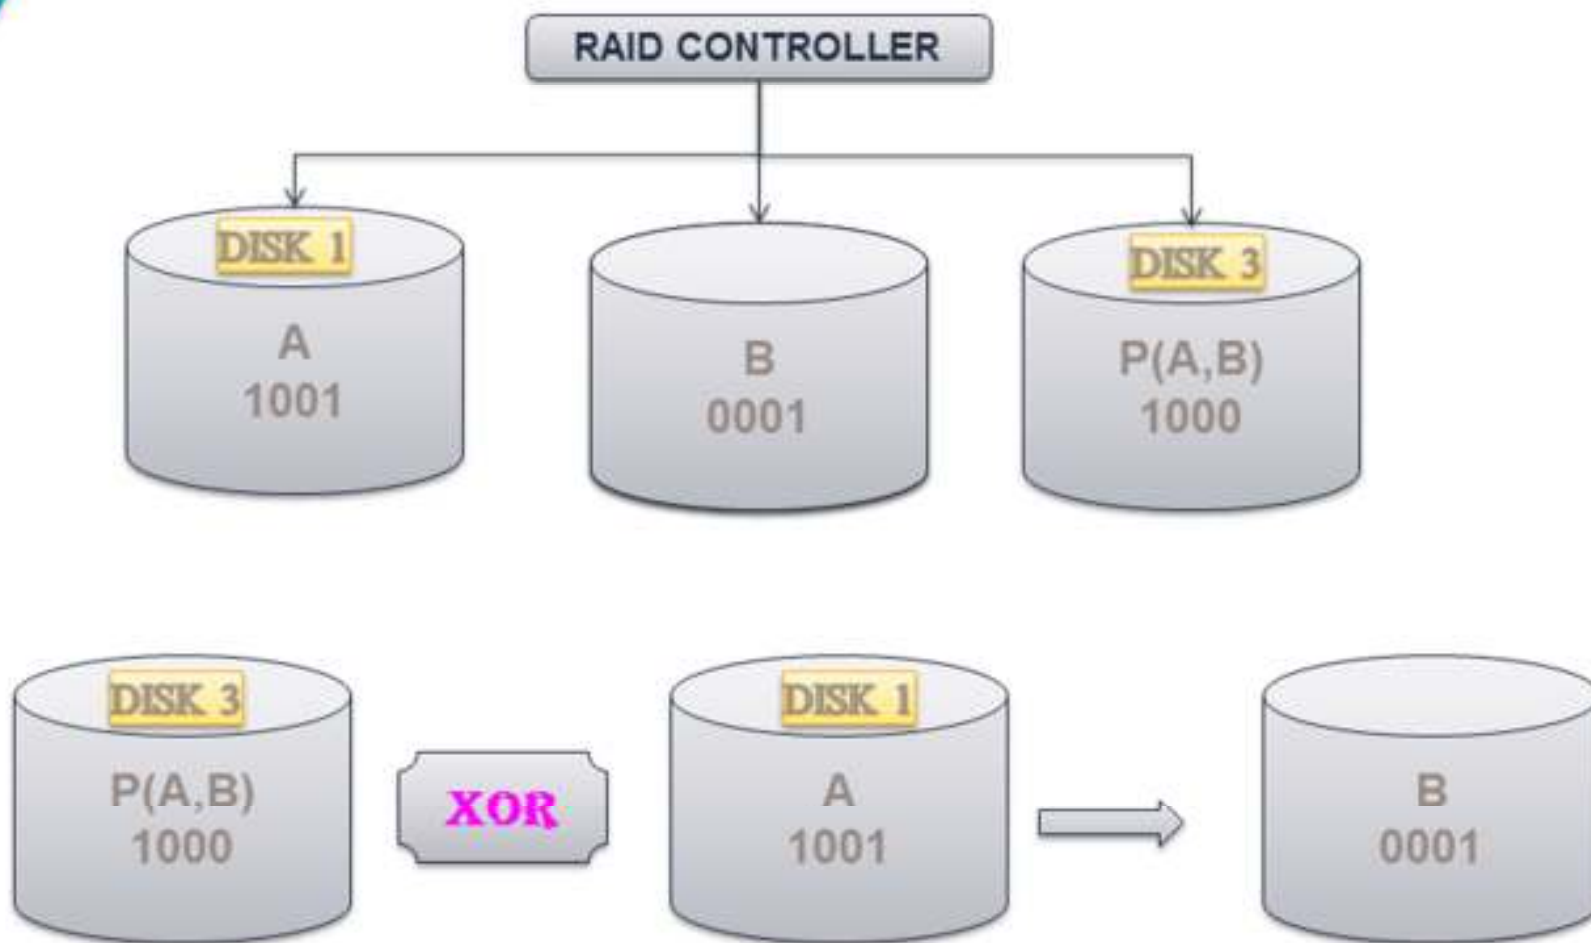 RAID CONTROLLER
DISK 1
A
1001
B
0001
DISK 3
P(A,B)
1000
DISK 3
P(A,B)
1000
XOR
DISK 1
A
1001
B
0001